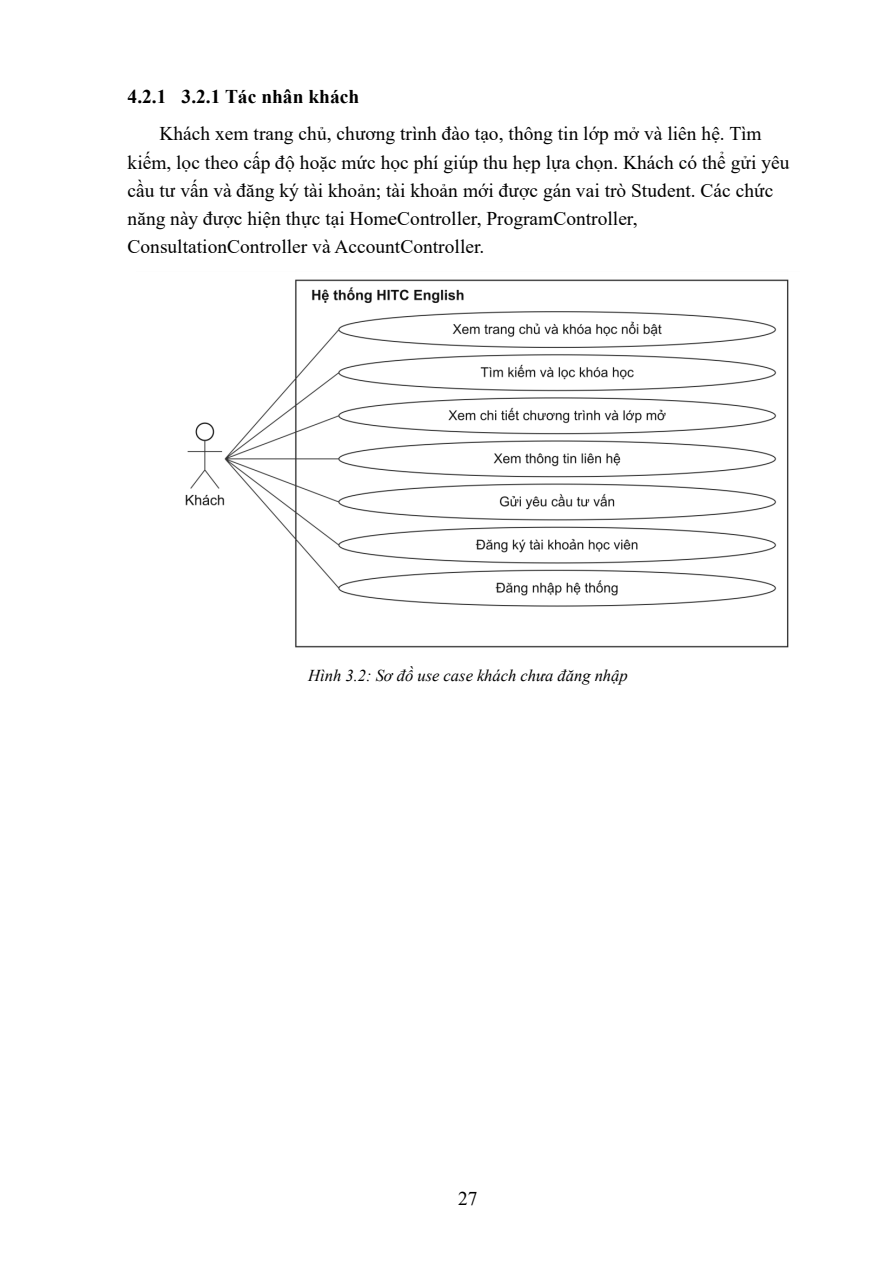 4.2.1 3.2.1 Tác nhân khách
Khách xem trang chủ, chương trình đào tạo, thông tin lớp mở và liên hệ. Tìm
kiếm, lọc theo cấp độ hoặc mức học phí giúp thu hẹp lựa chọn. Khách có thể gửi yêu
cầu tư vấn và đăng ký tài khoản; tài khoản mới được gán vai trò Student. Các chức
năng này được hiện thực tại HomeController, ProgramController,
ConsultationController và AccountController.
Hệ thống HITC English
Xem trang chủ và khóa học nổi bật
Tìm kiếm và lọc khóa học
Xem chi tiết chương trình và lớp mở
Xem thông tin liên hệ
Khách
Gửi yêu cầu tư vấn
Đăng ký tài khoản học viên
Đăng nhập hệ thống
Hình 3.2: Sơ đồ use case khách chưa đăng nhập
27